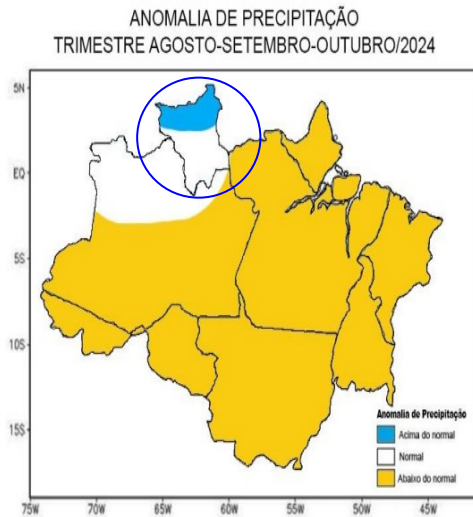 ANOMALIA DE PRECIPITAÇÃO
TRIMESTRE AGOSTO-SETEMBRO-OUTUBRO/2024
5N
EQ
5S
10S
15S
Anomalia de Precipitação
Acima do normal
Normal
Abaixo do normal
75W 70W 65W 60W 55W 50W 45W